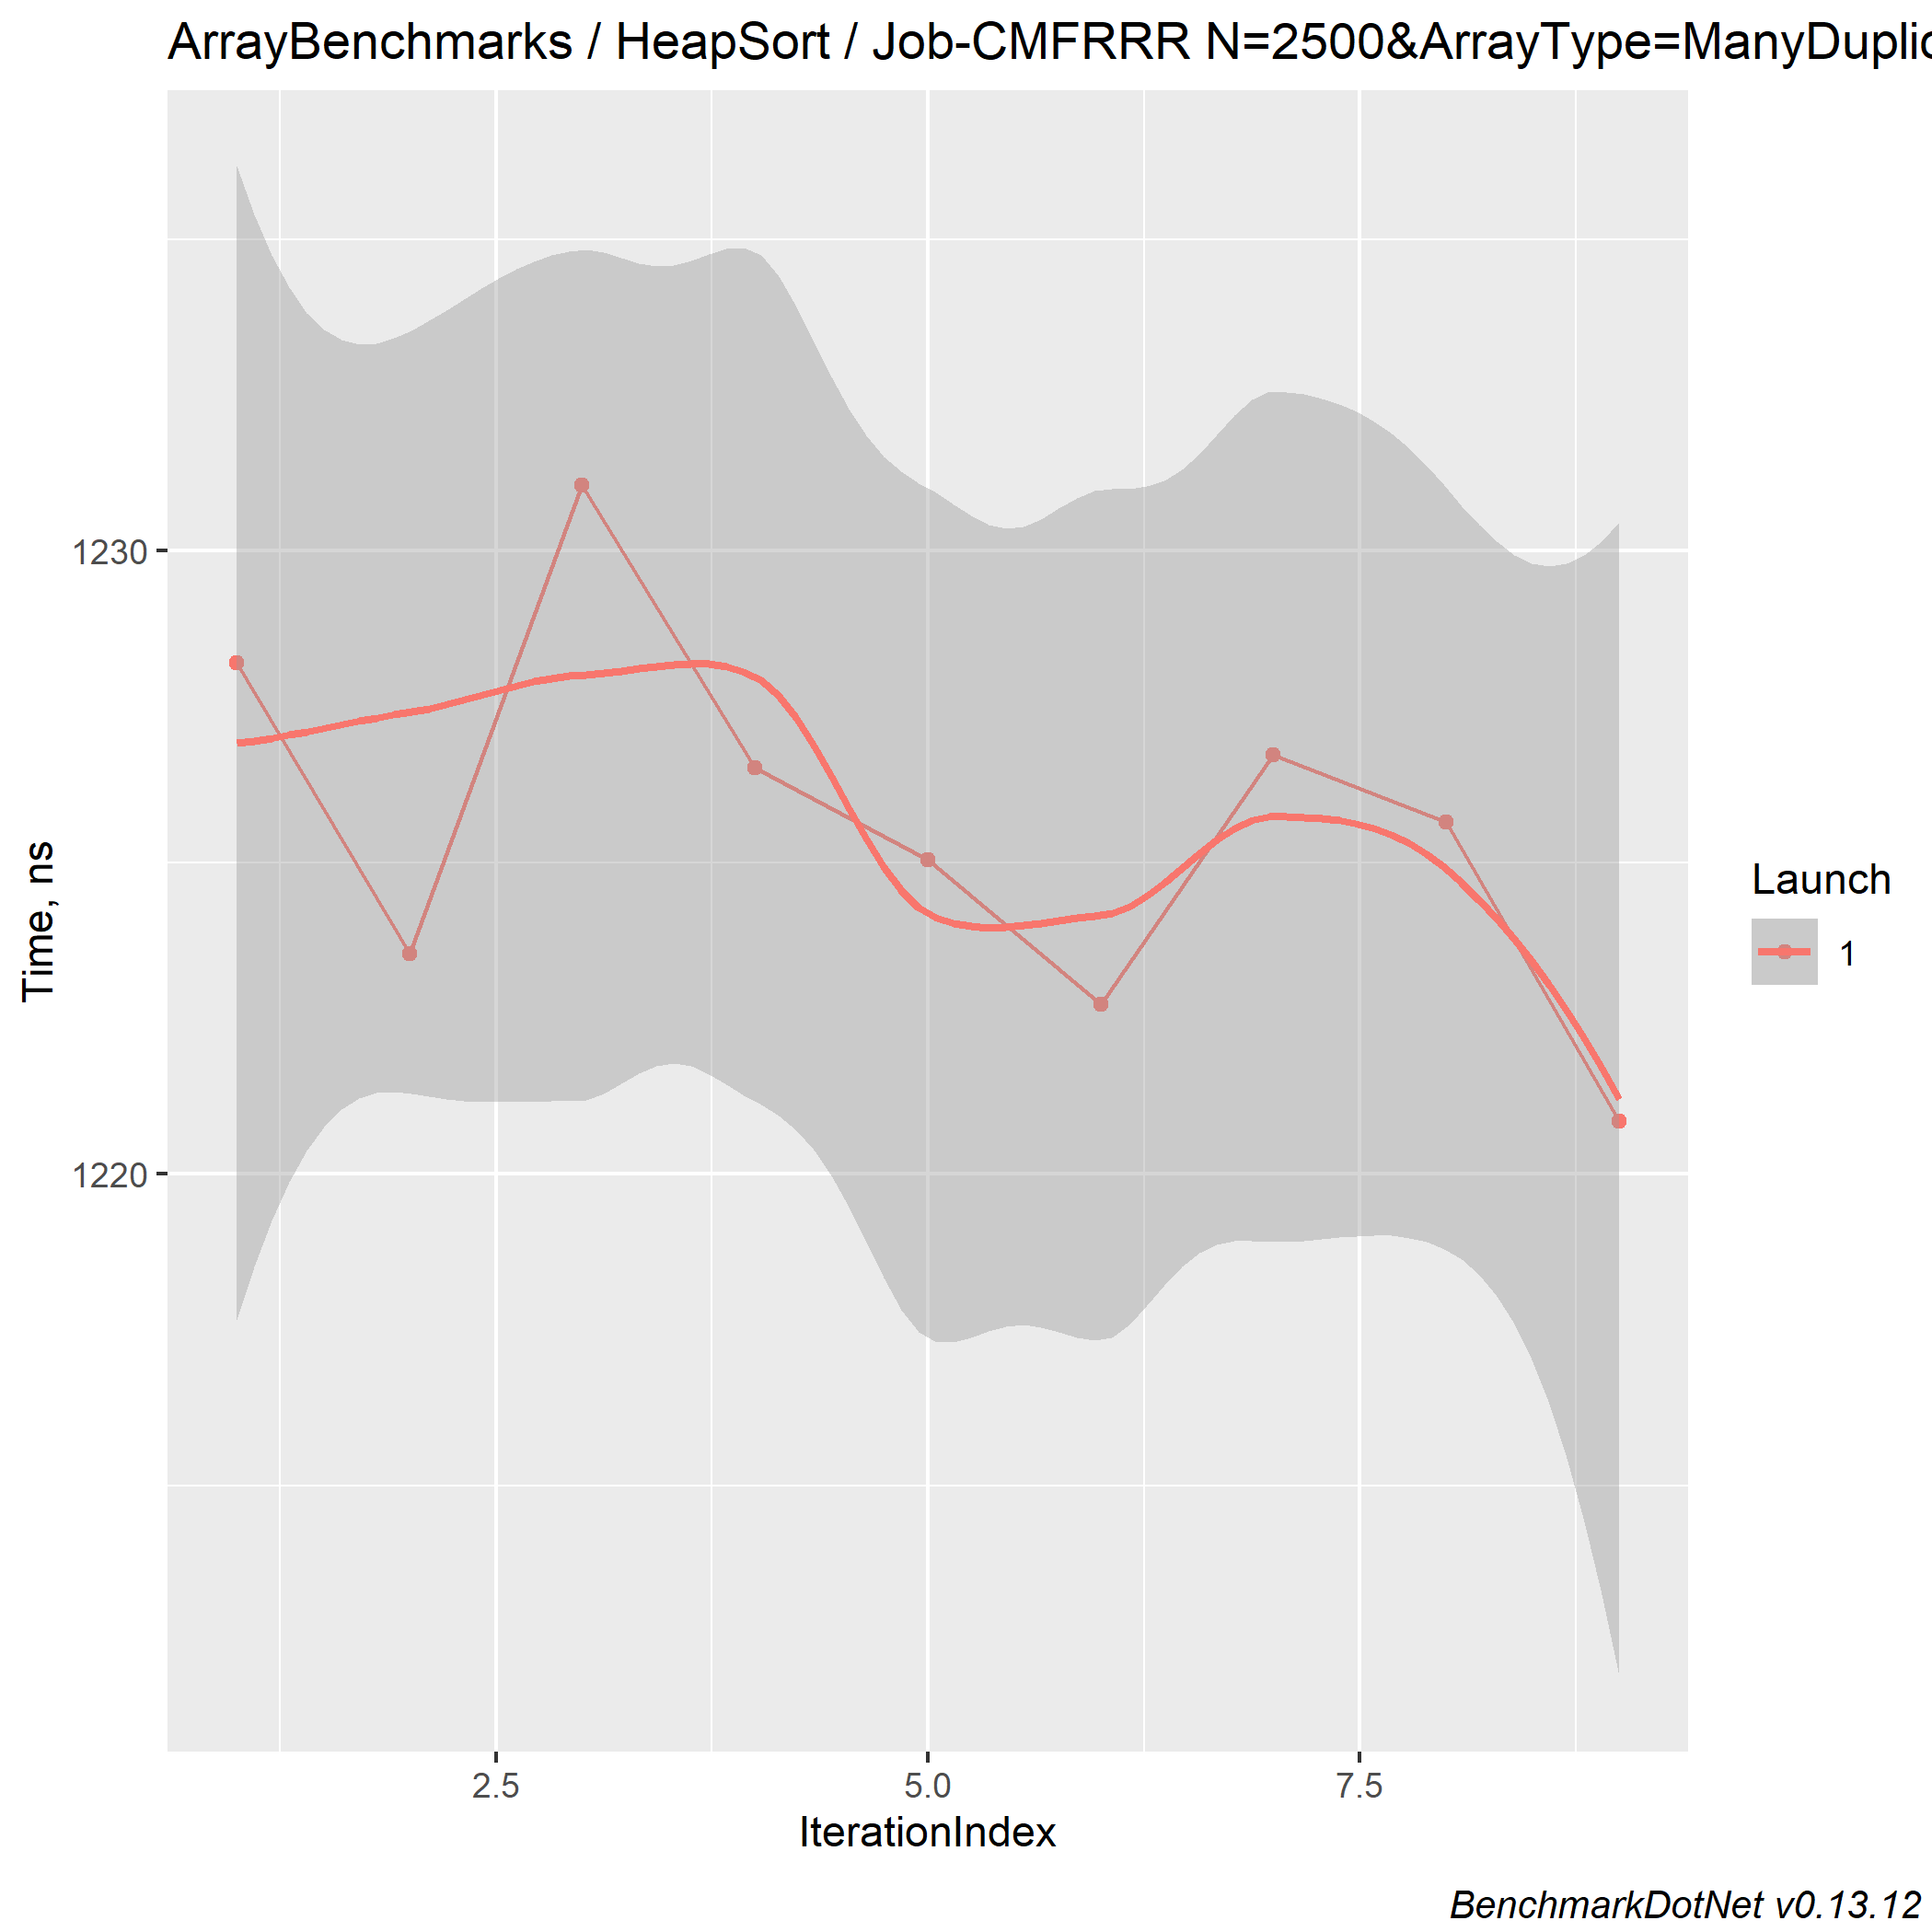 ArrayBenchmarks / HeapSort / Job-CMFRRR N=2500&ArrayType=ManyDuplic
1230
1220
Time, ns
2.5 5.0 7.5
IterationIndex
Launch
1
BenchmarkDotNet v0.13.12